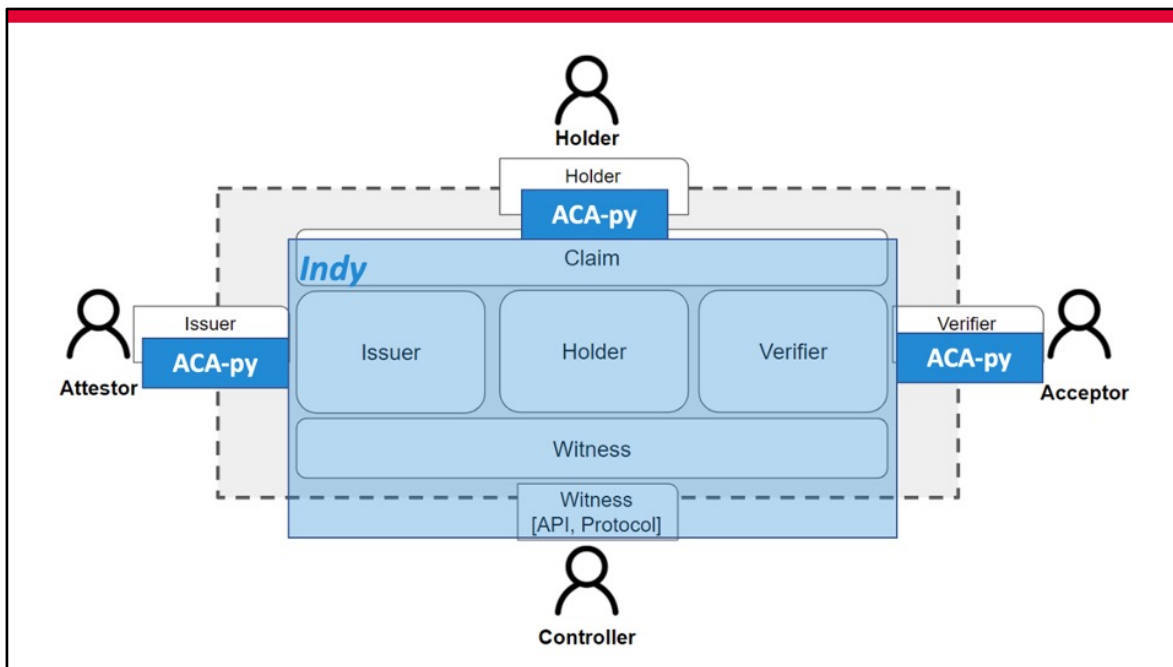 Holder
Holder
ACA-py
Indy
Claim
Issuer
ACA-py
Attestor
Issuer
Holder
Verifier
Verifier
ACA-py
Acceptor
Witness
Witness
[API, Protocol]
Controller